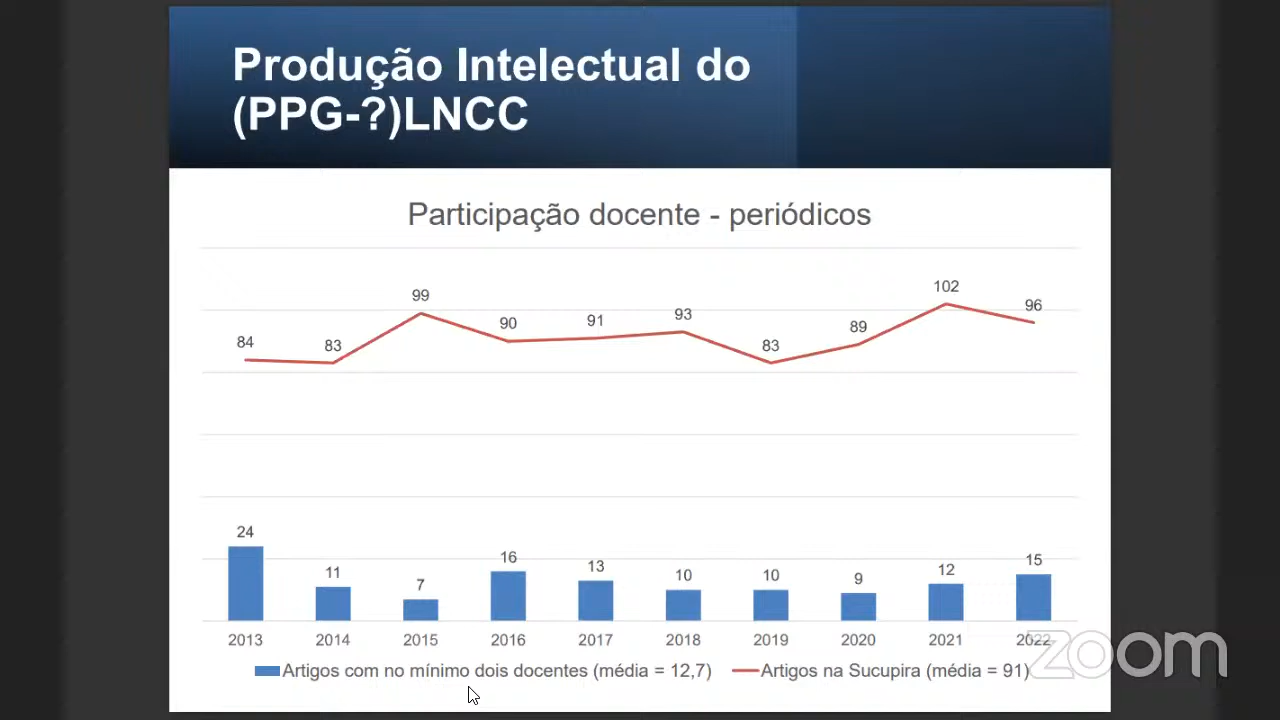 Produção Intelectual do
(PPG-?)LNCC
Participação docente - periódicos
84 83 99 90 91 93 83 89 102 96
24 11 7 16 13 10 10 9 12 15
2013 2014 2015 2016 2017 2018 2019 2020 2021 2022
Artigos com no mínimo dois docentes (média = 12,7) Artigos na Sucupira (média = 91)
zoom